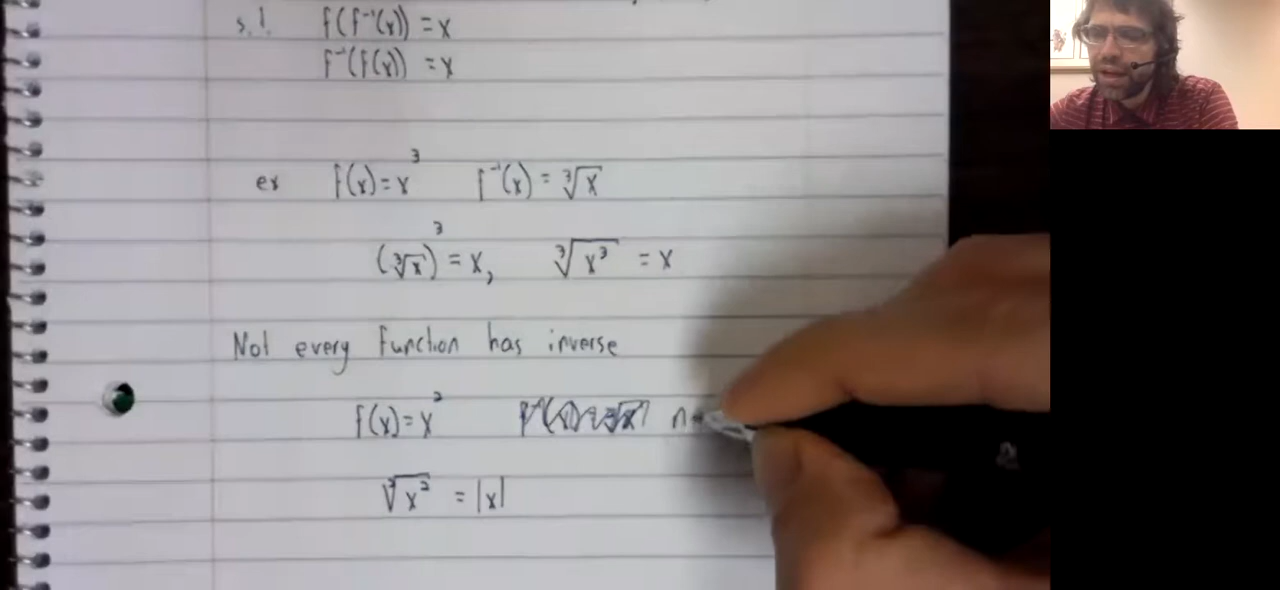 s.t. f(f⁻¹(x)) = x
f⁻¹(f(x)) = x
ex f(x) = x³ f⁻¹(x) = ∛x
(∛x)³ = x, ∛x³ = x
Not every function has inverse
f(x) = x²
√x² = |x|